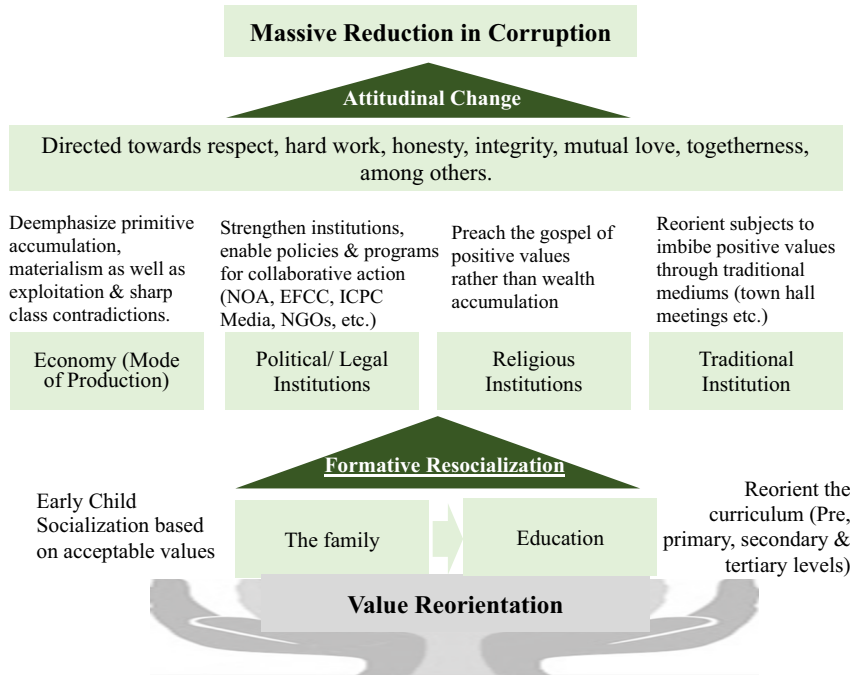 Massive Reduction in Corruption
Attitudinal Change
Directed towards respect, hard work, honesty, integrity, mutual love, togetherness,
among others.
Deemphasize primitive
accumulation,
materialism as well as
exploitation & sharp
class contradictions.
Strengthen institutions,
enable policies & programs
for collaborative action
(NOA, EFCC, ICPC
Media, NGOs, etc.)
Preach the gospel of
positive values
rather than wealth
accumulation
Reorient subjects to
imbibe positive values
through traditional
mediums (town hall
meetings etc.)
Economy (Mode
of Production)
Political/ Legal
Institutions
Religious
Institutions
Traditional
Institution
Formative Resocialization
Early Child
Socialization based
on acceptable values
The family
Education
Reorient the
curriculum (Pre,
primary, secondary &
tertiary levels)
Value Reorientation